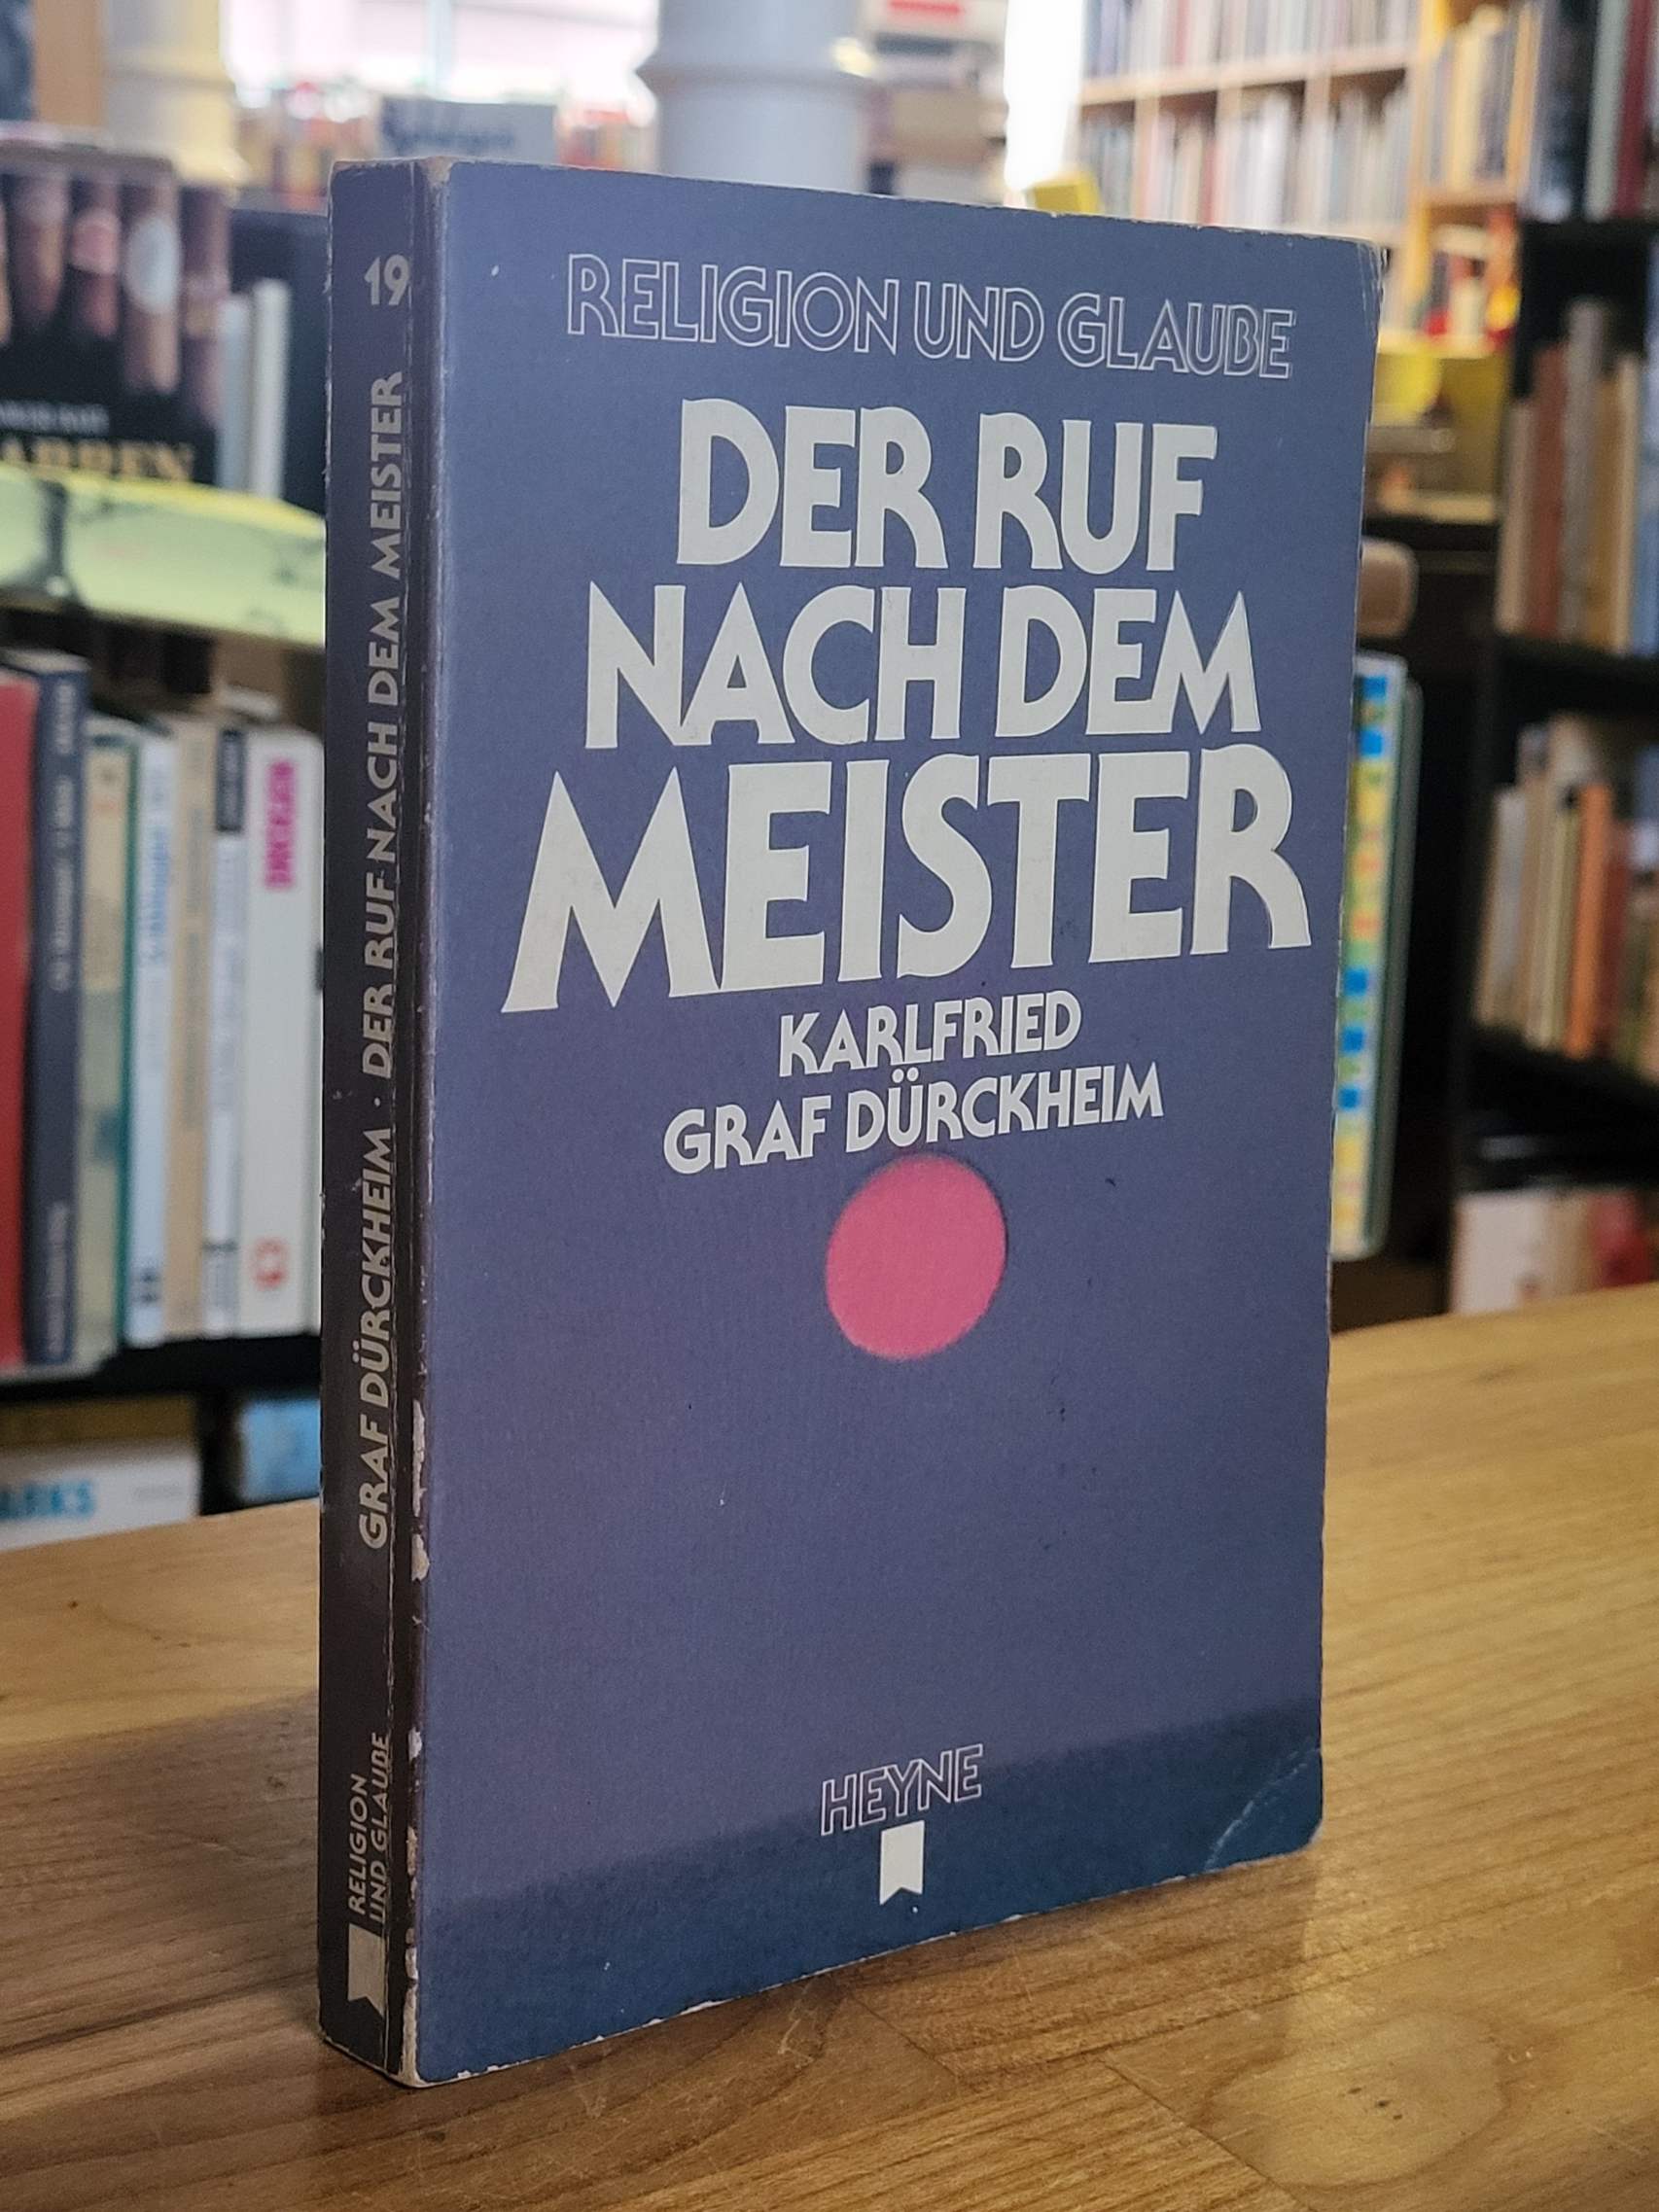 RELIGION UND GLAUBE
DER RUF
NACH DEM
MEISTER
KARLFRIED
GRAF DÜRCKHEIM
HEYNE
19
GRAF DÜRCKHEIM · DER RUF NACH DEM MEISTER
RELIGION
UND GLAUBE